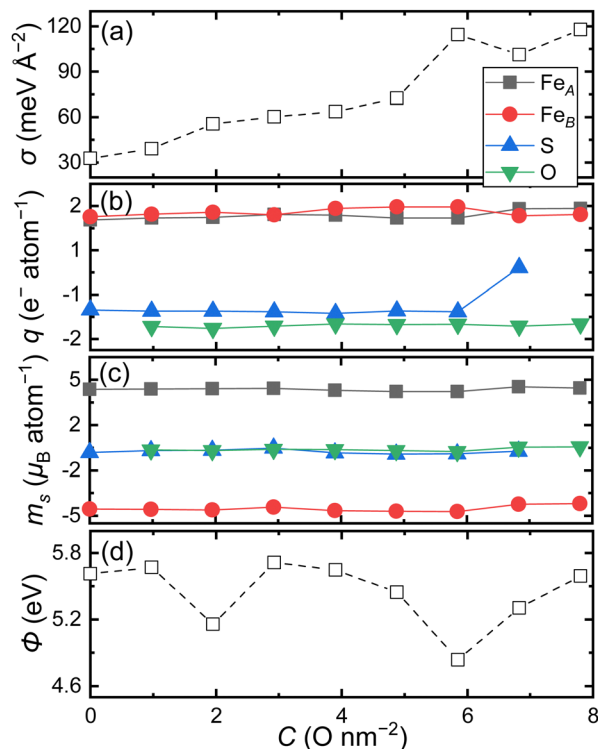 (a)
120
90
60
30
σ (meV Å⁻²)
Fe_A
Fe_B
S
O
(b)
2
1
-1
-2
q (e⁻ atom⁻¹)
(c)
5
2
-2
-5
m_s (μ_B atom⁻¹)
(d)
5.8
5.2
4.6
Φ (eV)
0 2 4 6 8
C (O nm⁻²)